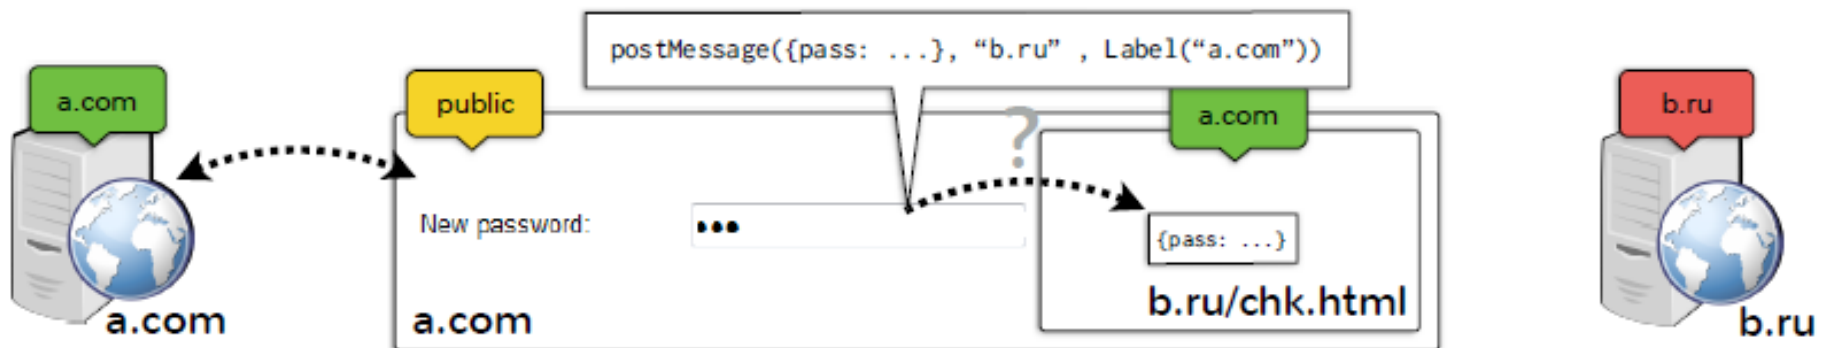 postMessage({pass: ...}, “b.ru” , Label(“a.com”))
a.com
public
a.com
b.ru
?
New password:
•••
{pass: ...}
b.ru/chk.html
a.com
a.com
b.ru